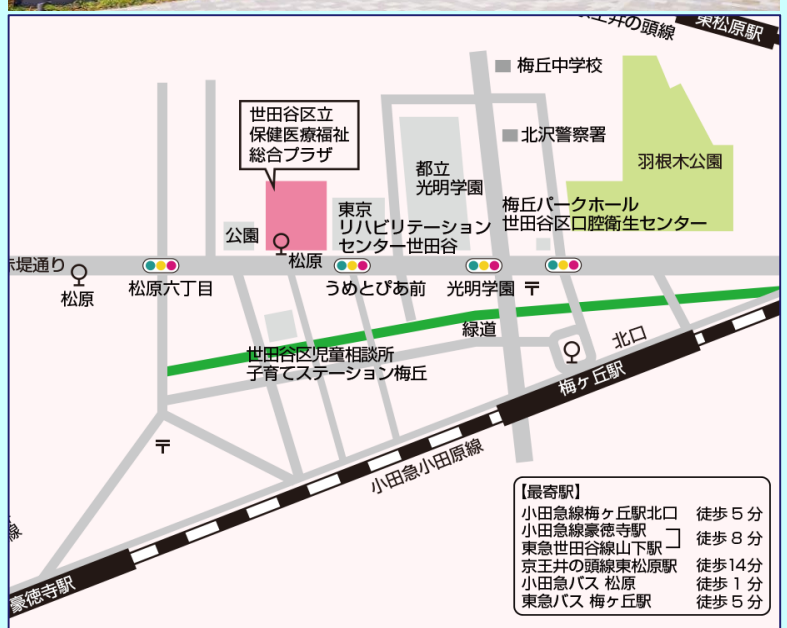 京王井の頭線
東松原駅
梅丘中学校
世田谷区立
保健医療福祉
総合プラザ
北沢警察署
羽根木公園
都立
光明学園
梅丘パークホール
世田谷区口腔衛生センター
東京
リハビリテーション
センター世田谷
公園
松原
赤堤通り
松原
松原六丁目
うめとぴあ前
光明学園
〒
緑道
北口
世田谷区児童相談所
子育てステーション梅丘
梅ヶ丘駅
〒
小田急小田原線
線
豪徳寺駅
【最寄駅】
小田急線梅ヶ丘駅北口 徒歩5分
小田急線豪徳寺駅
東急世田谷線山下駅 徒歩8分
京王井の頭線東松原駅 徒歩14分
小田急バス 松原 徒歩1分
東急バス 梅ヶ丘駅 徒歩5分